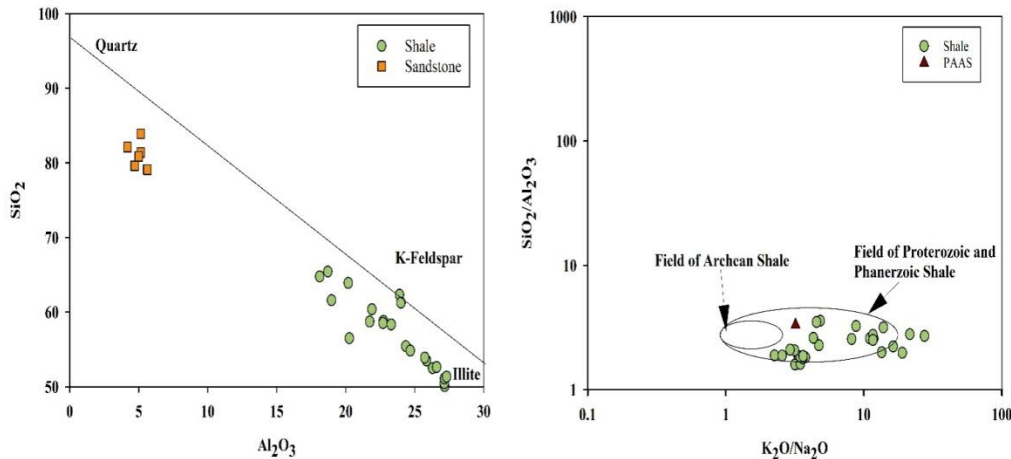 100
90
80
70
60
50
SiO2
0
5
10
15
20
25
30
Al2O3
Quartz
K-Feldspar
Illite
Shale
Sandstone
1000
100
10
1
SiO2/Al2O3
0.1
1
10
100
K2O/Na2O
Shale
PAAS
Field of Archean Shale
Field of Proterozoic and
Phanerzoic Shale